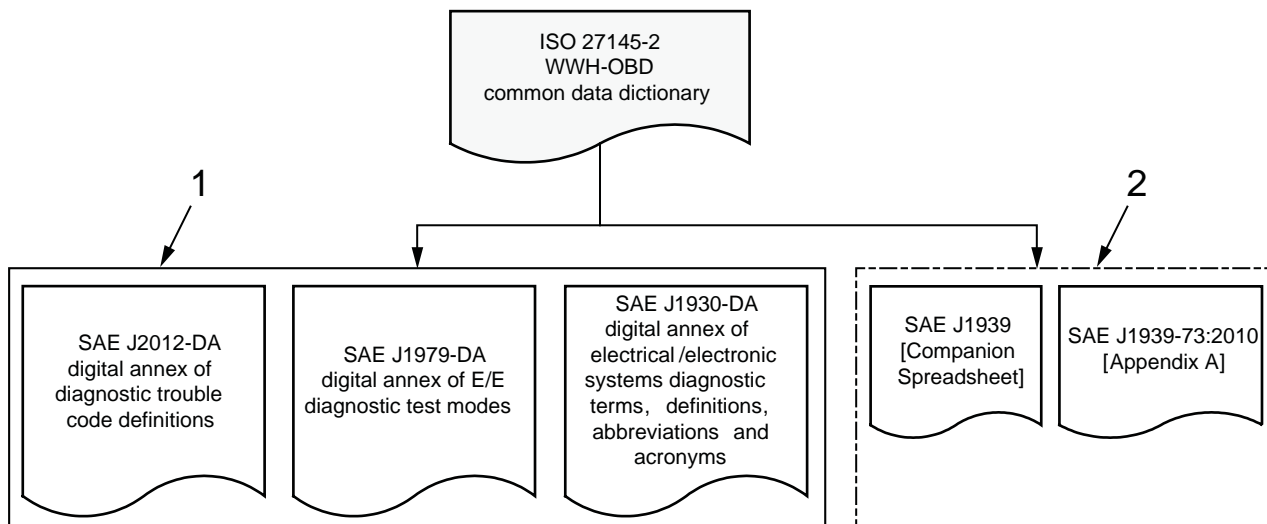 ISO 27145-2
WWH-OBD
common data dictionary
1
2
SAE J2012-DA
digital annex of
diagnostic trouble
code definitions
SAE J1979-DA
digital annex of E/E
diagnostic test modes
SAE J1930-DA
digital annex of
electrical/electronic
systems diagnostic
terms, definitions,
abbreviations and
acronyms
SAE J1939
[Companion
Spreadsheet]
SAE J1939-73:2010
[Appendix A]